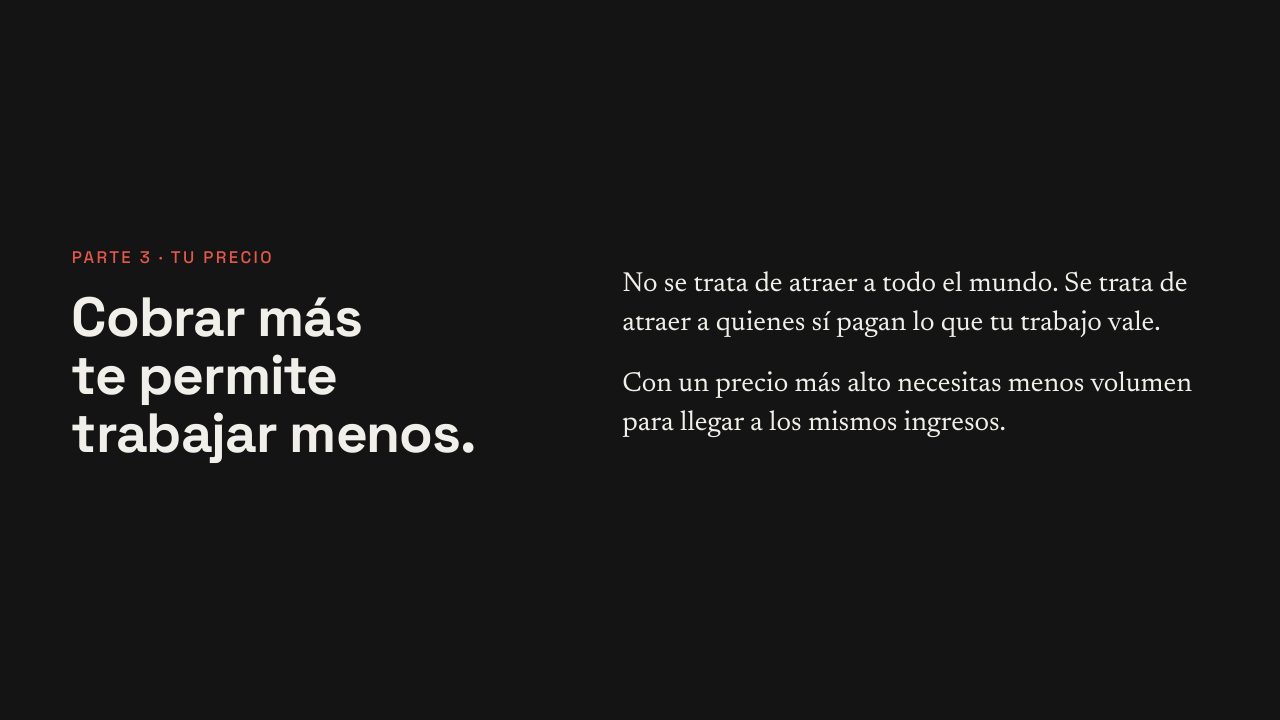 PARTE 3 · TU PRECIO
Cobrar más
te permite
trabajar menos.
No se trata de atraer a todo el mundo. Se trata de
atraer a quienes sí pagan lo que tu trabajo vale.
Con un precio más alto necesitas menos volumen
para llegar a los mismos ingresos.